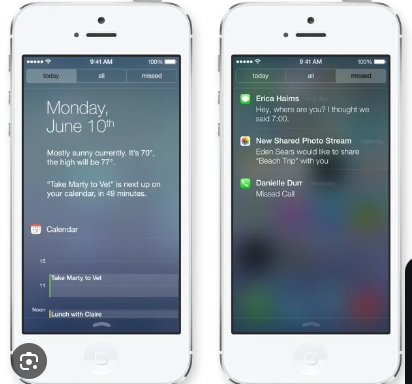 9:41 AM
100%
today
all
missed
Monday,
June 10th
Mostly sunny currently. It's 70°,
the high will be 77°.
"Take Marty to Vet" is next up on
your calendar, in 49 minutes.
Calendar
10
Take Marty to Vet
11
Noon
Lunch with Claire
9:41 AM
100%
today
all
missed
Erica Haims
Hey, where are you? I thought we
said 7:00.
New Shared Photo Stream
Eden Sears would like to share
"Beach Trip" with you
Danielle Durr
Missed Call